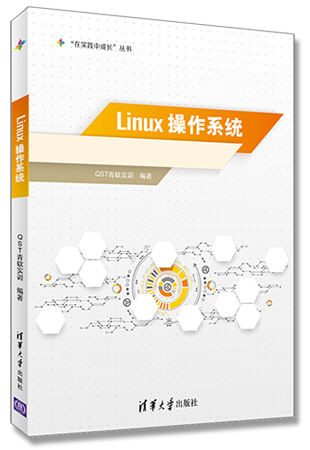 “在实践中成长”丛书
Linux 操作系统
QST青软实训 编著
清华大学出版社
Linux 操作系统
QST青软实训 编著
清华大学出版社